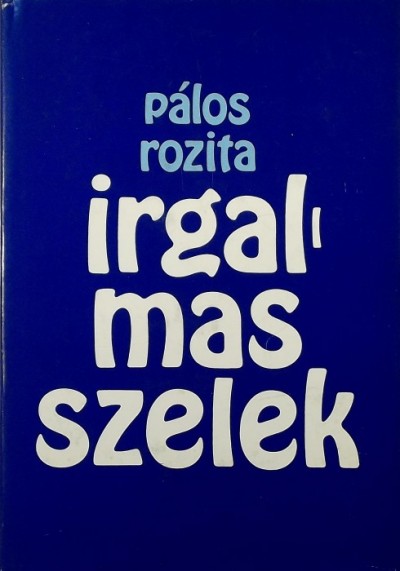 pálos
rozita
irgal-
mas
szelek